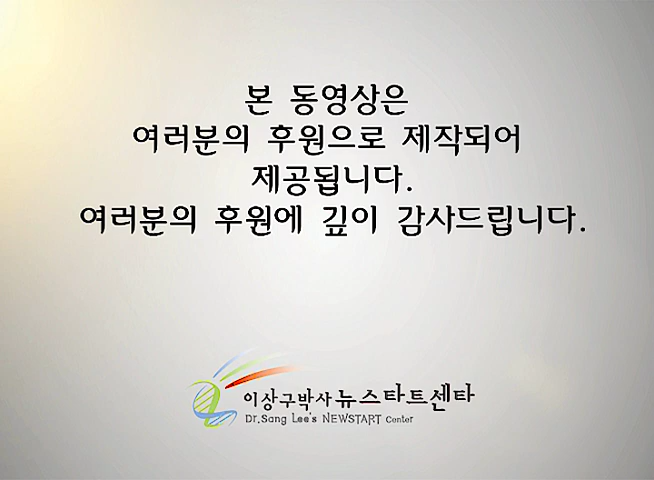 본 동영상은
여러분의 후원으로 제작되어
제공됩니다.
여러분의 후원에 깊이 감사드립니다.
이상구박사 뉴스타트센타
Dr.Sang Lee's NEWSTART Center